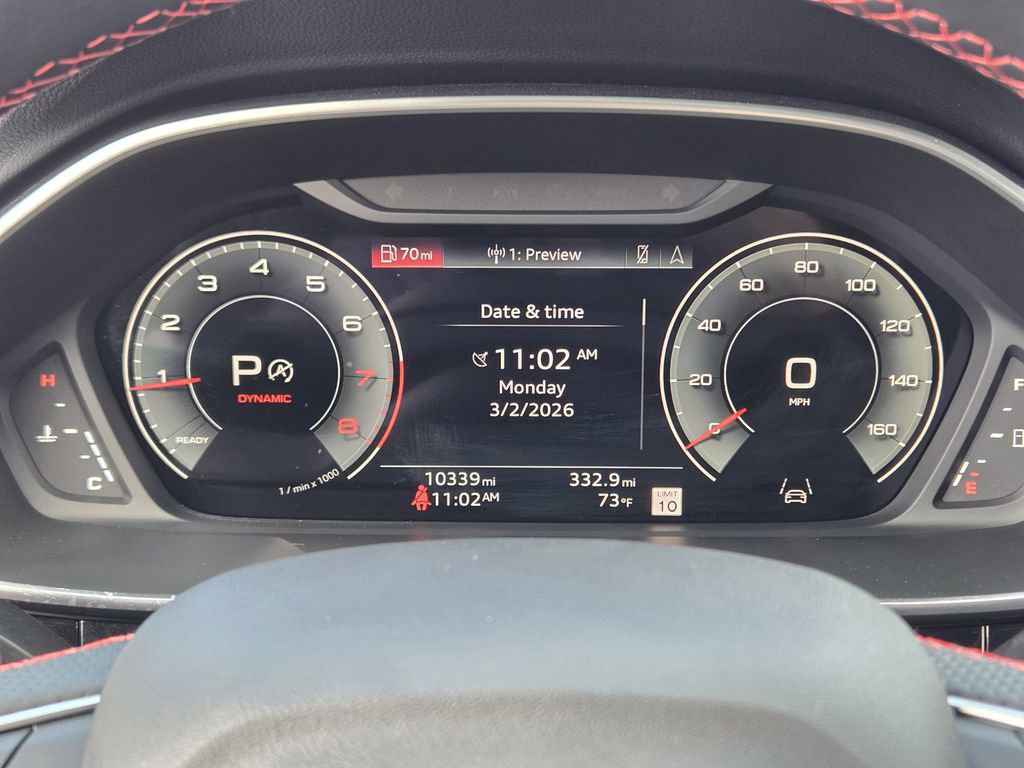 70 mi
1: Preview
Date & time
11:02 AM
Monday
3/2/2026
1 2 3 4 5 6 7 8
P
DYNAMIC
READY
1 / min x 1000
H
C
0 20 40 60 80 100 120 140 160
0
MPH
F
E
10339 mi
332.9 mi
11:02 AM
73 °F
LIMIT
10